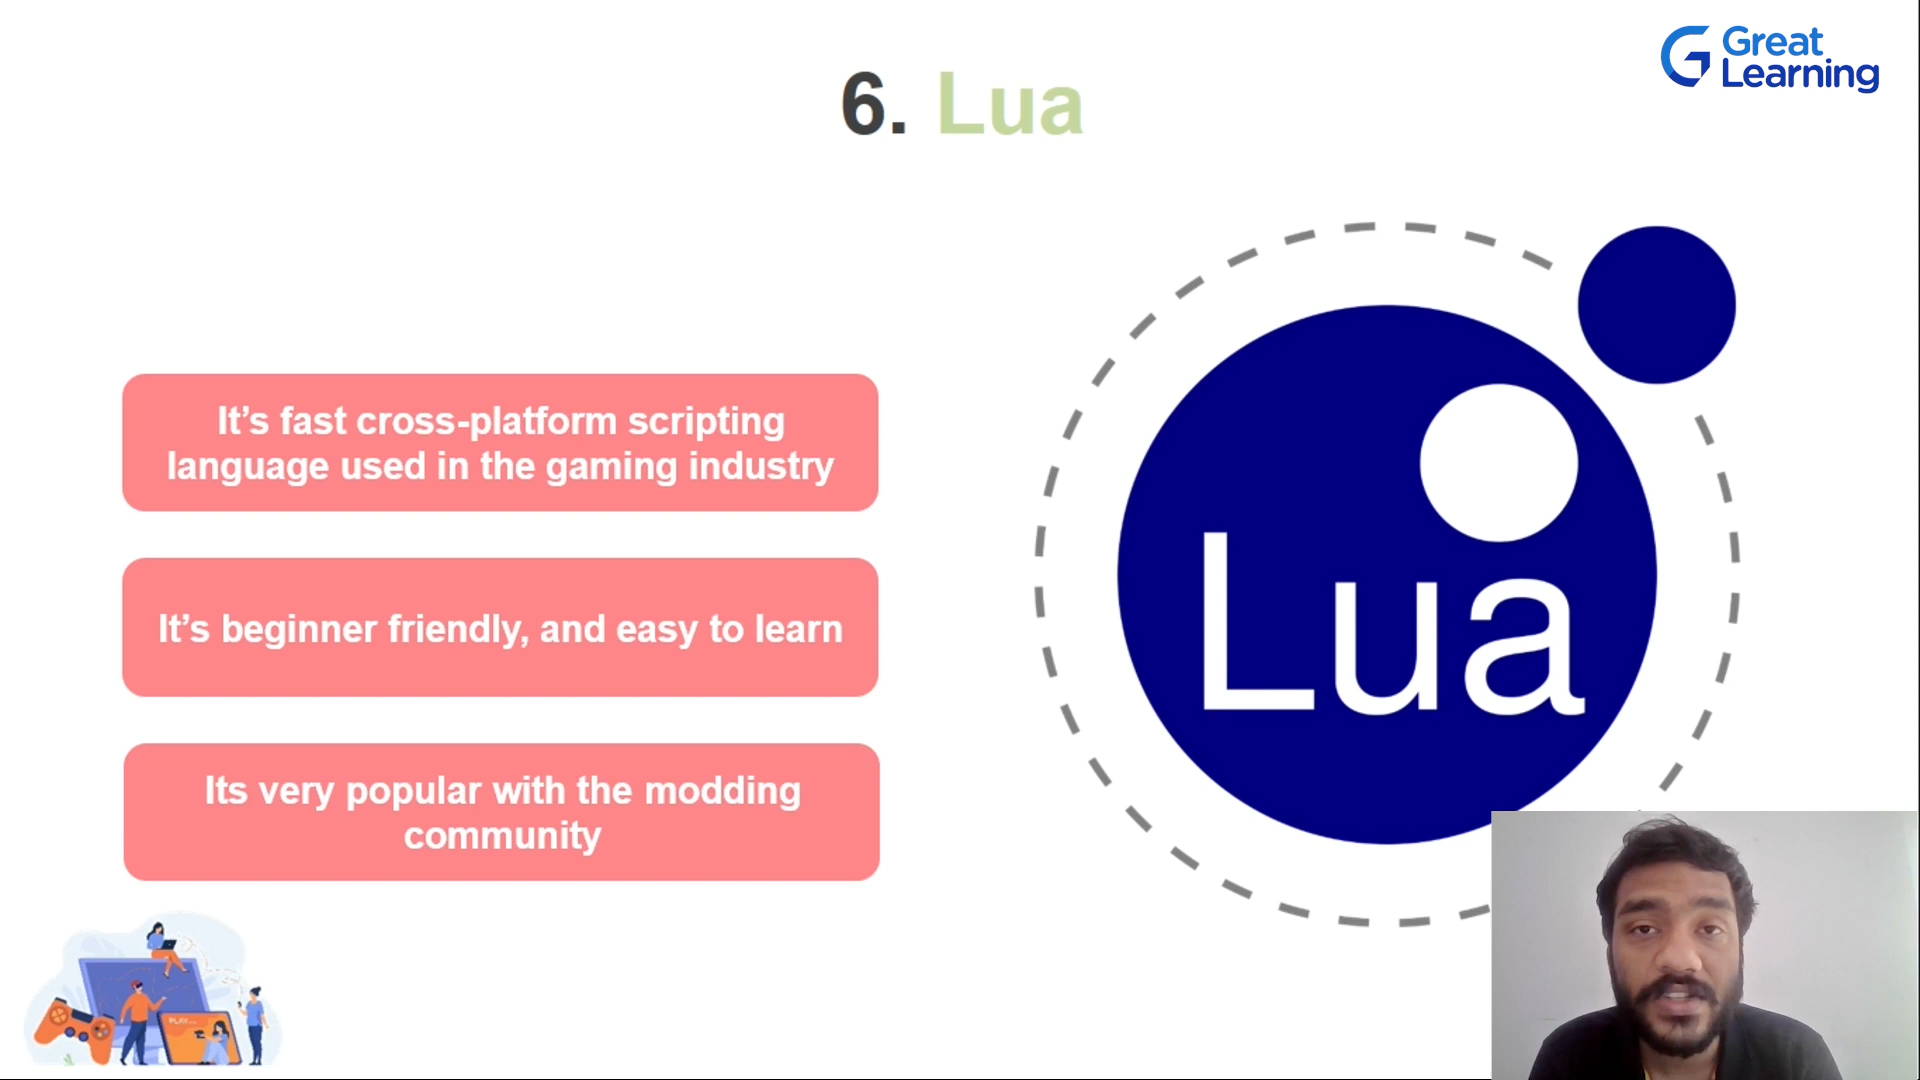 Great
Learning
6. Lua
It’s fast cross-platform scripting
language used in the gaming industry
It’s beginner friendly, and easy to learn
Its very popular with the modding
community
Lua
PLAY...